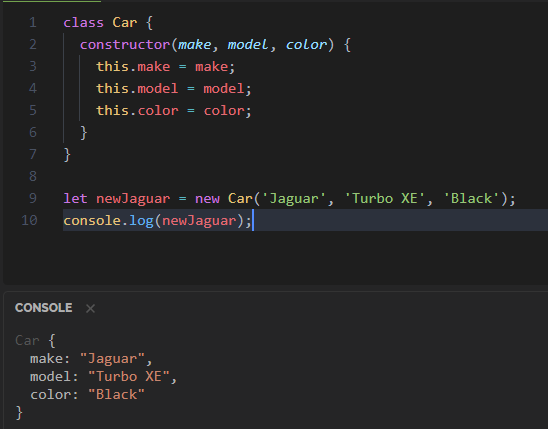 1 class Car {
2   constructor(make, model, color) {
3     this.make = make;
4     this.model = model;
5     this.color = color;
6   }
7 }
8
9 let newJaguar = new Car('Jaguar', 'Turbo XE', 'Black');
10 console.log(newJaguar);
CONSOLE ×
Car {
  make: "Jaguar",
  model: "Turbo XE",
  color: "Black"
}